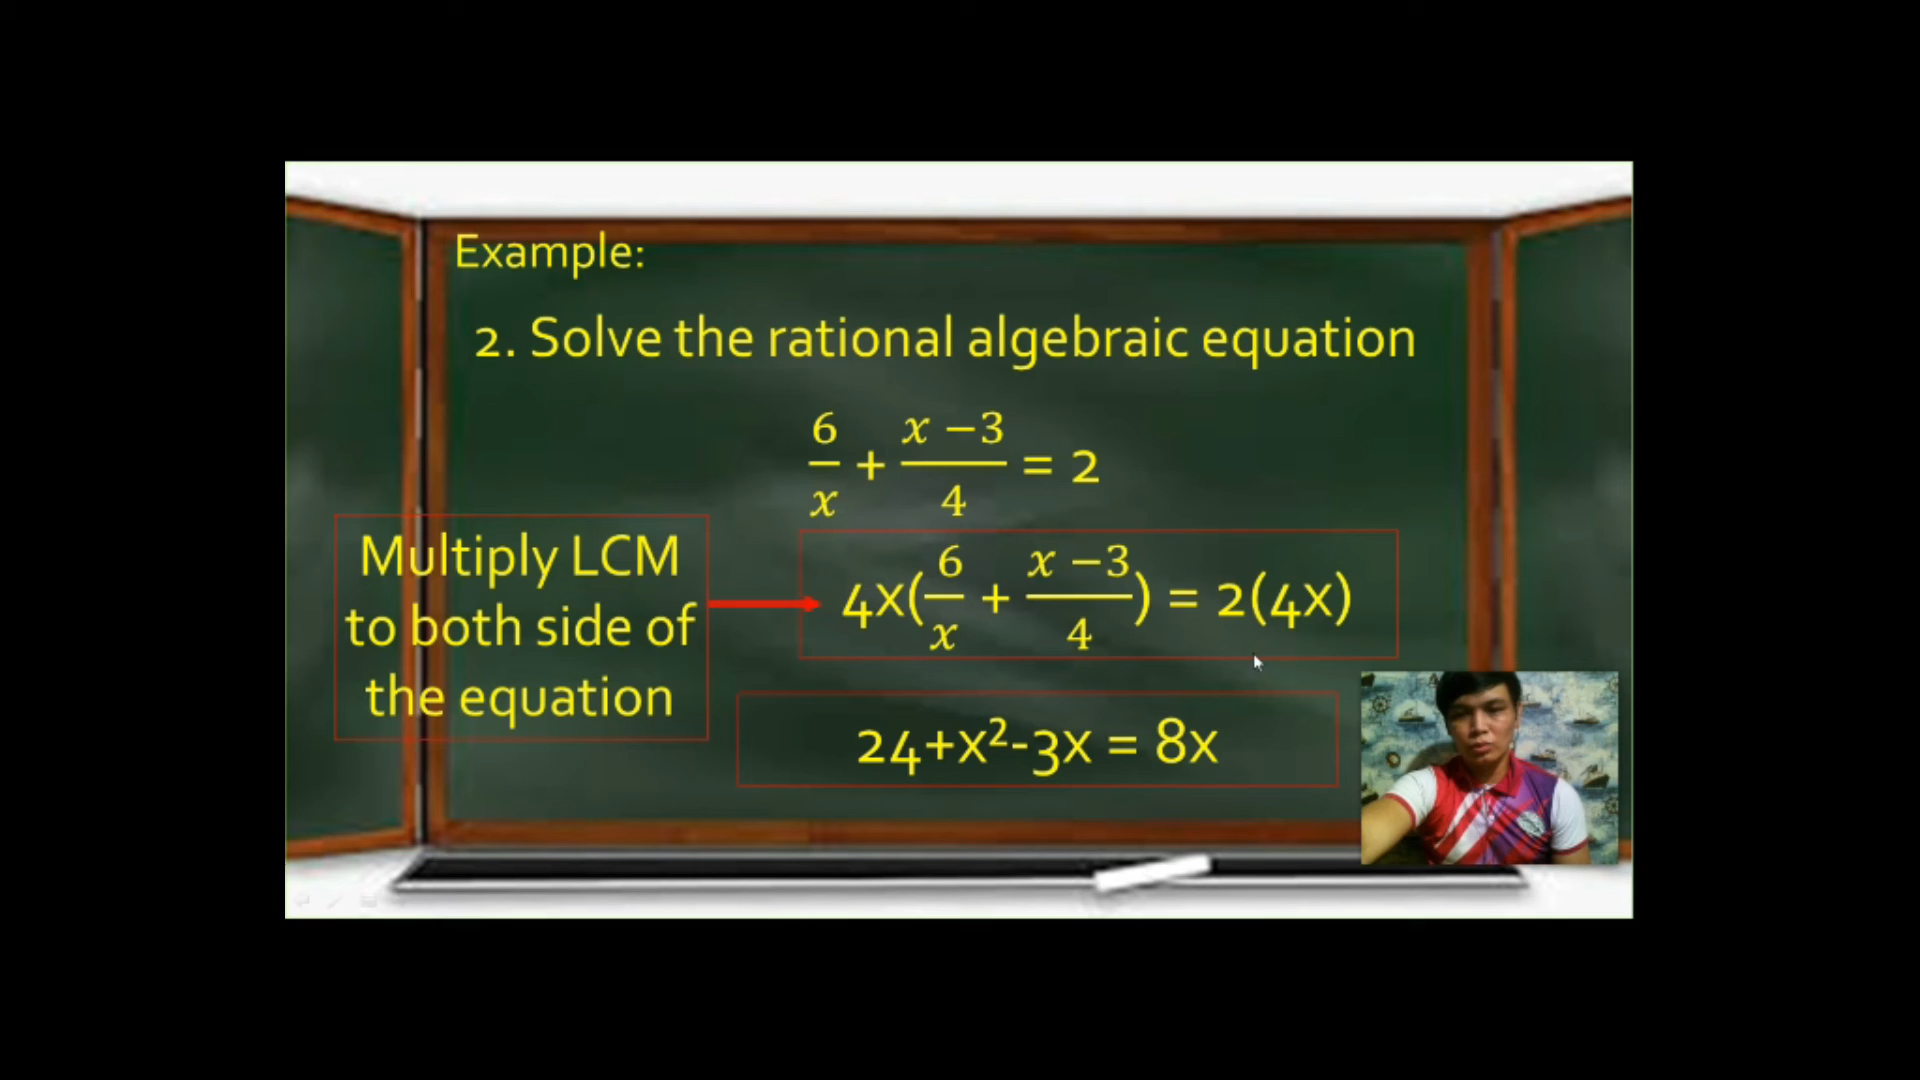 Example:
2. Solve the rational algebraic equation
6/x + (x − 3)/4 = 2
Multiply LCM
to both side of
the equation
4x(6/x + (x − 3)/4) = 2(4x)
24+x²-3x = 8x